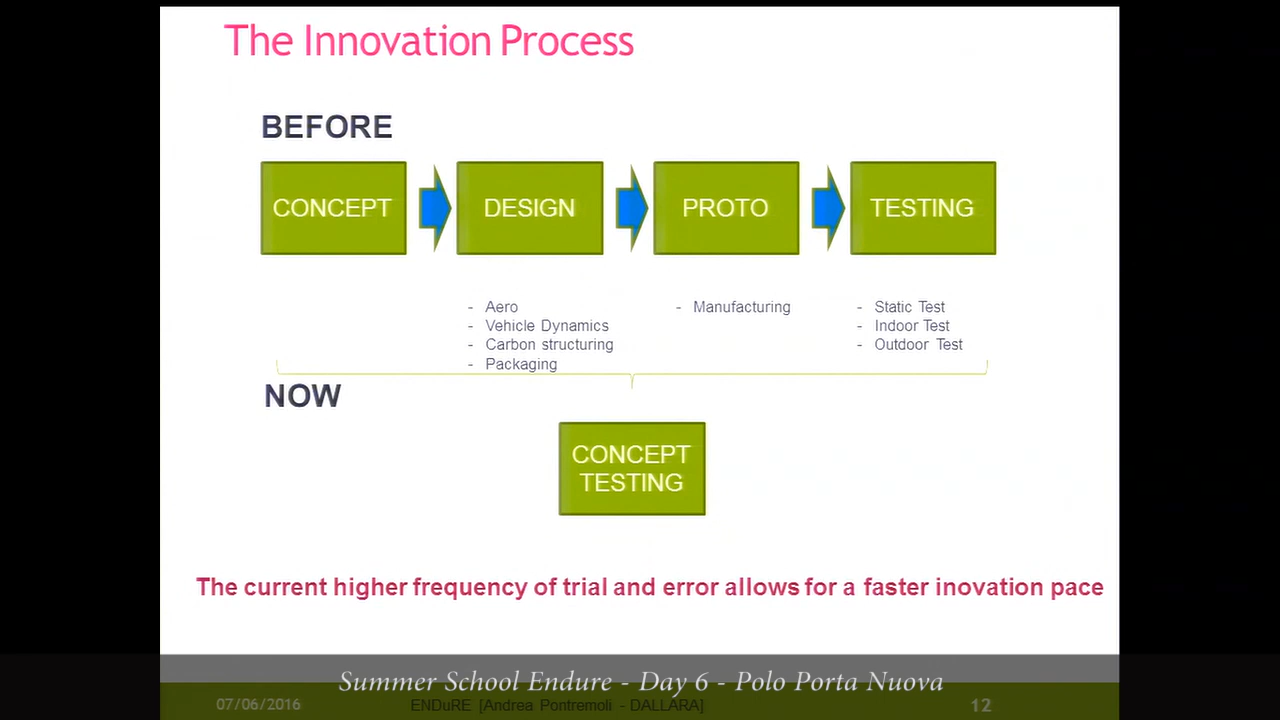 The Innovation Process
BEFORE
CONCEPT
DESIGN
PROTO
TESTING
- Aero
- Vehicle Dynamics
- Carbon structuring
- Packaging
- Manufacturing
- Static Test
- Indoor Test
- Outdoor Test
NOW
CONCEPT
TESTING
The current higher frequency of trial and error allows for a faster inovation pace
Summer School Endure - Day 6 - Polo Porta Nuova
07/06/2016
ENDuRE [Andrea Pontremoli - DALLARA]
12